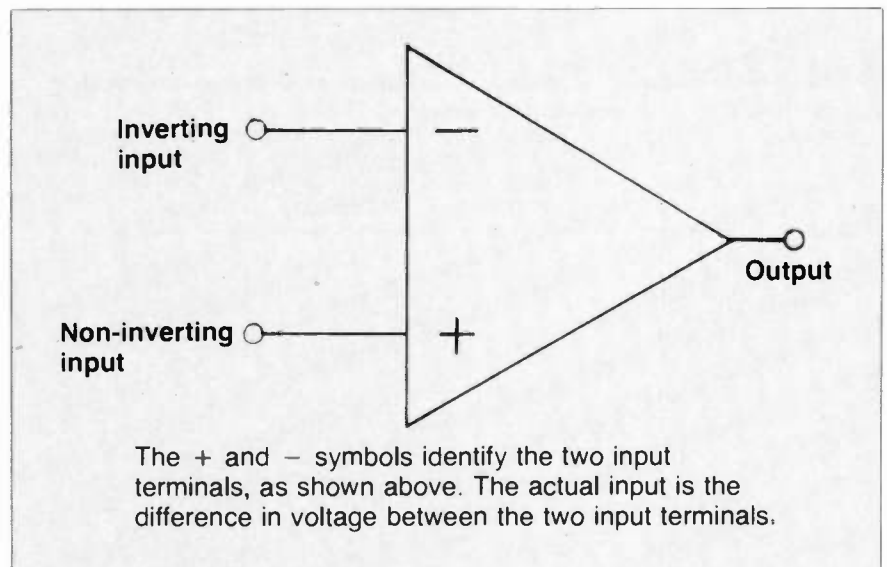 Inverting
input
−
Non-inverting
input
+
Output
The + and − symbols identify the two input
terminals, as shown above. The actual input is the
difference in voltage between the two input terminals.